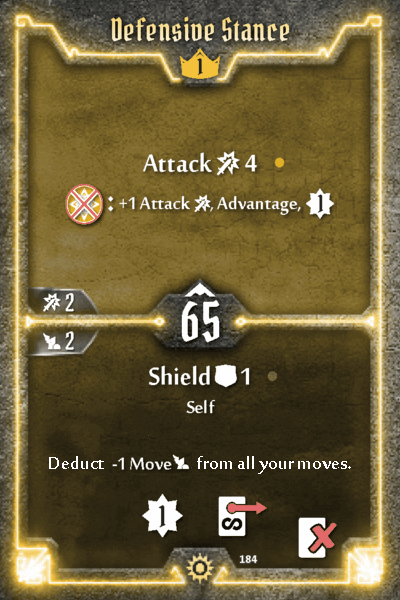 Defensive Stance
1
Attack 4
: +1 Attack , Advantage, 1
2
65
2
Shield 1
Self
Deduct -1 Move from all your moves.
1
S
184